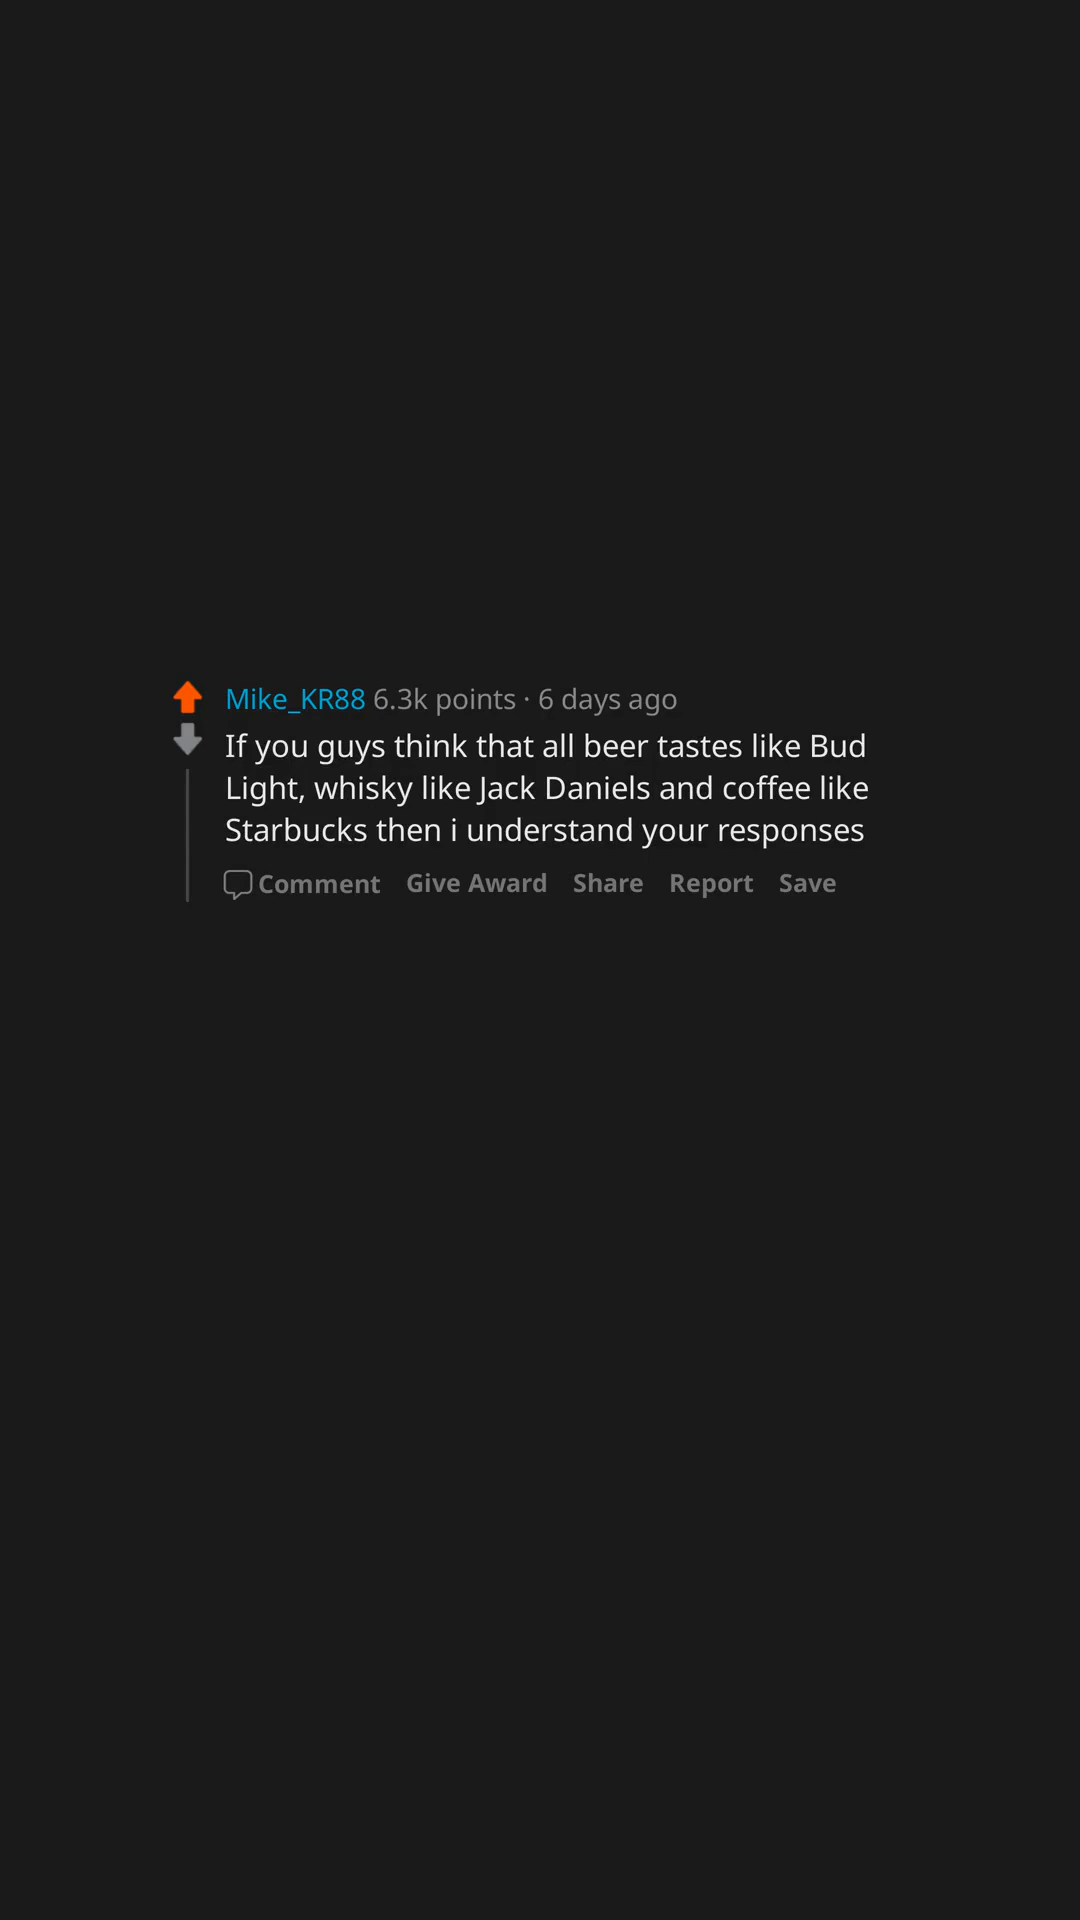 Mike_KR88 6.3k points · 6 days ago
If you guys think that all beer tastes like Bud
Light, whisky like Jack Daniels and coffee like
Starbucks then i understand your responses
Comment Give Award Share Report Save